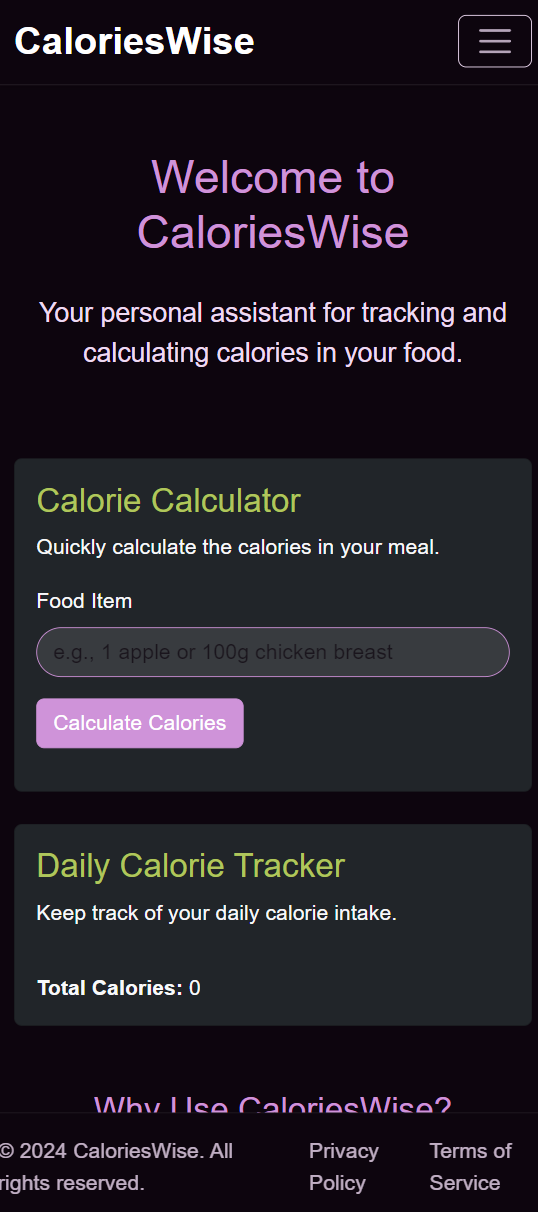 CaloriesWise
Welcome to
CaloriesWise
Your personal assistant for tracking and
calculating calories in your food.
Calorie Calculator
Quickly calculate the calories in your meal.
Food Item
e.g., 1 apple or 100g chicken breast
Calculate Calories
Daily Calorie Tracker
Keep track of your daily calorie intake.
Total Calories: 0
Why Use CaloriesWise?
© 2024 CaloriesWise. All
rights reserved.
Privacy
Policy
Terms of
Service